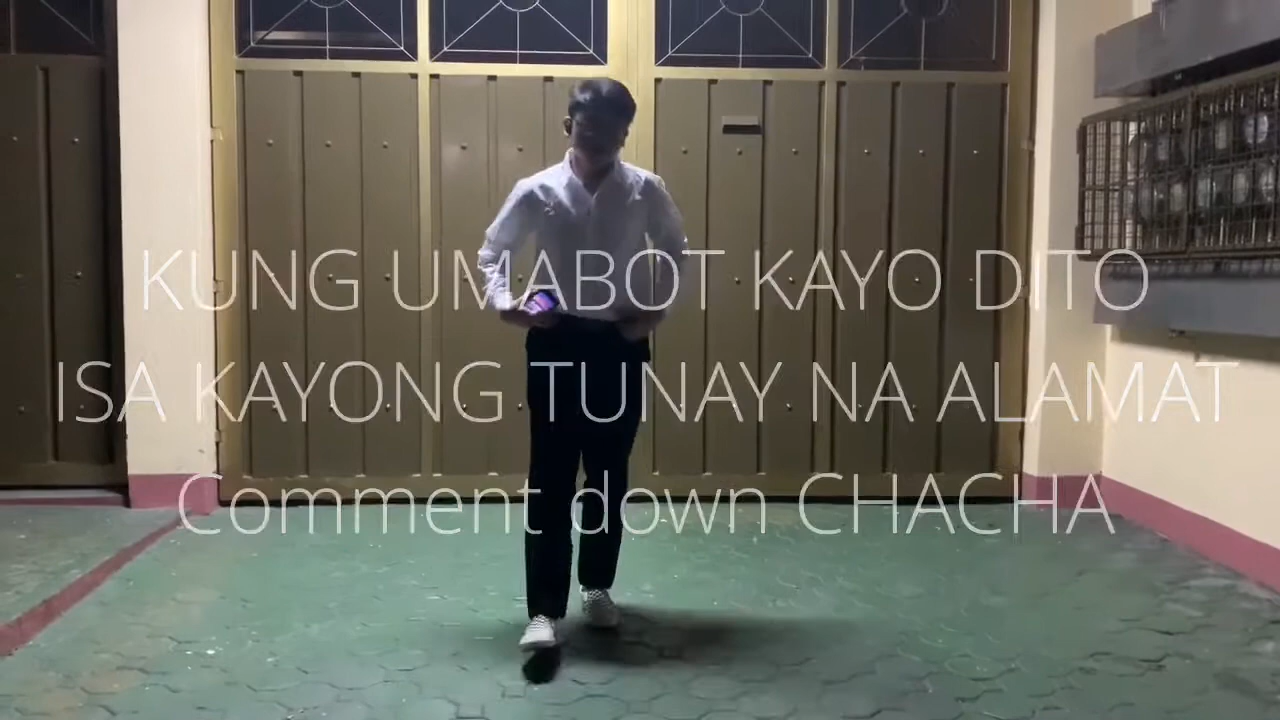 KUNG UMABOT KAYO DITO
ISA KAYONG TUNAY NA ALAMAT
Comment down CHACHA